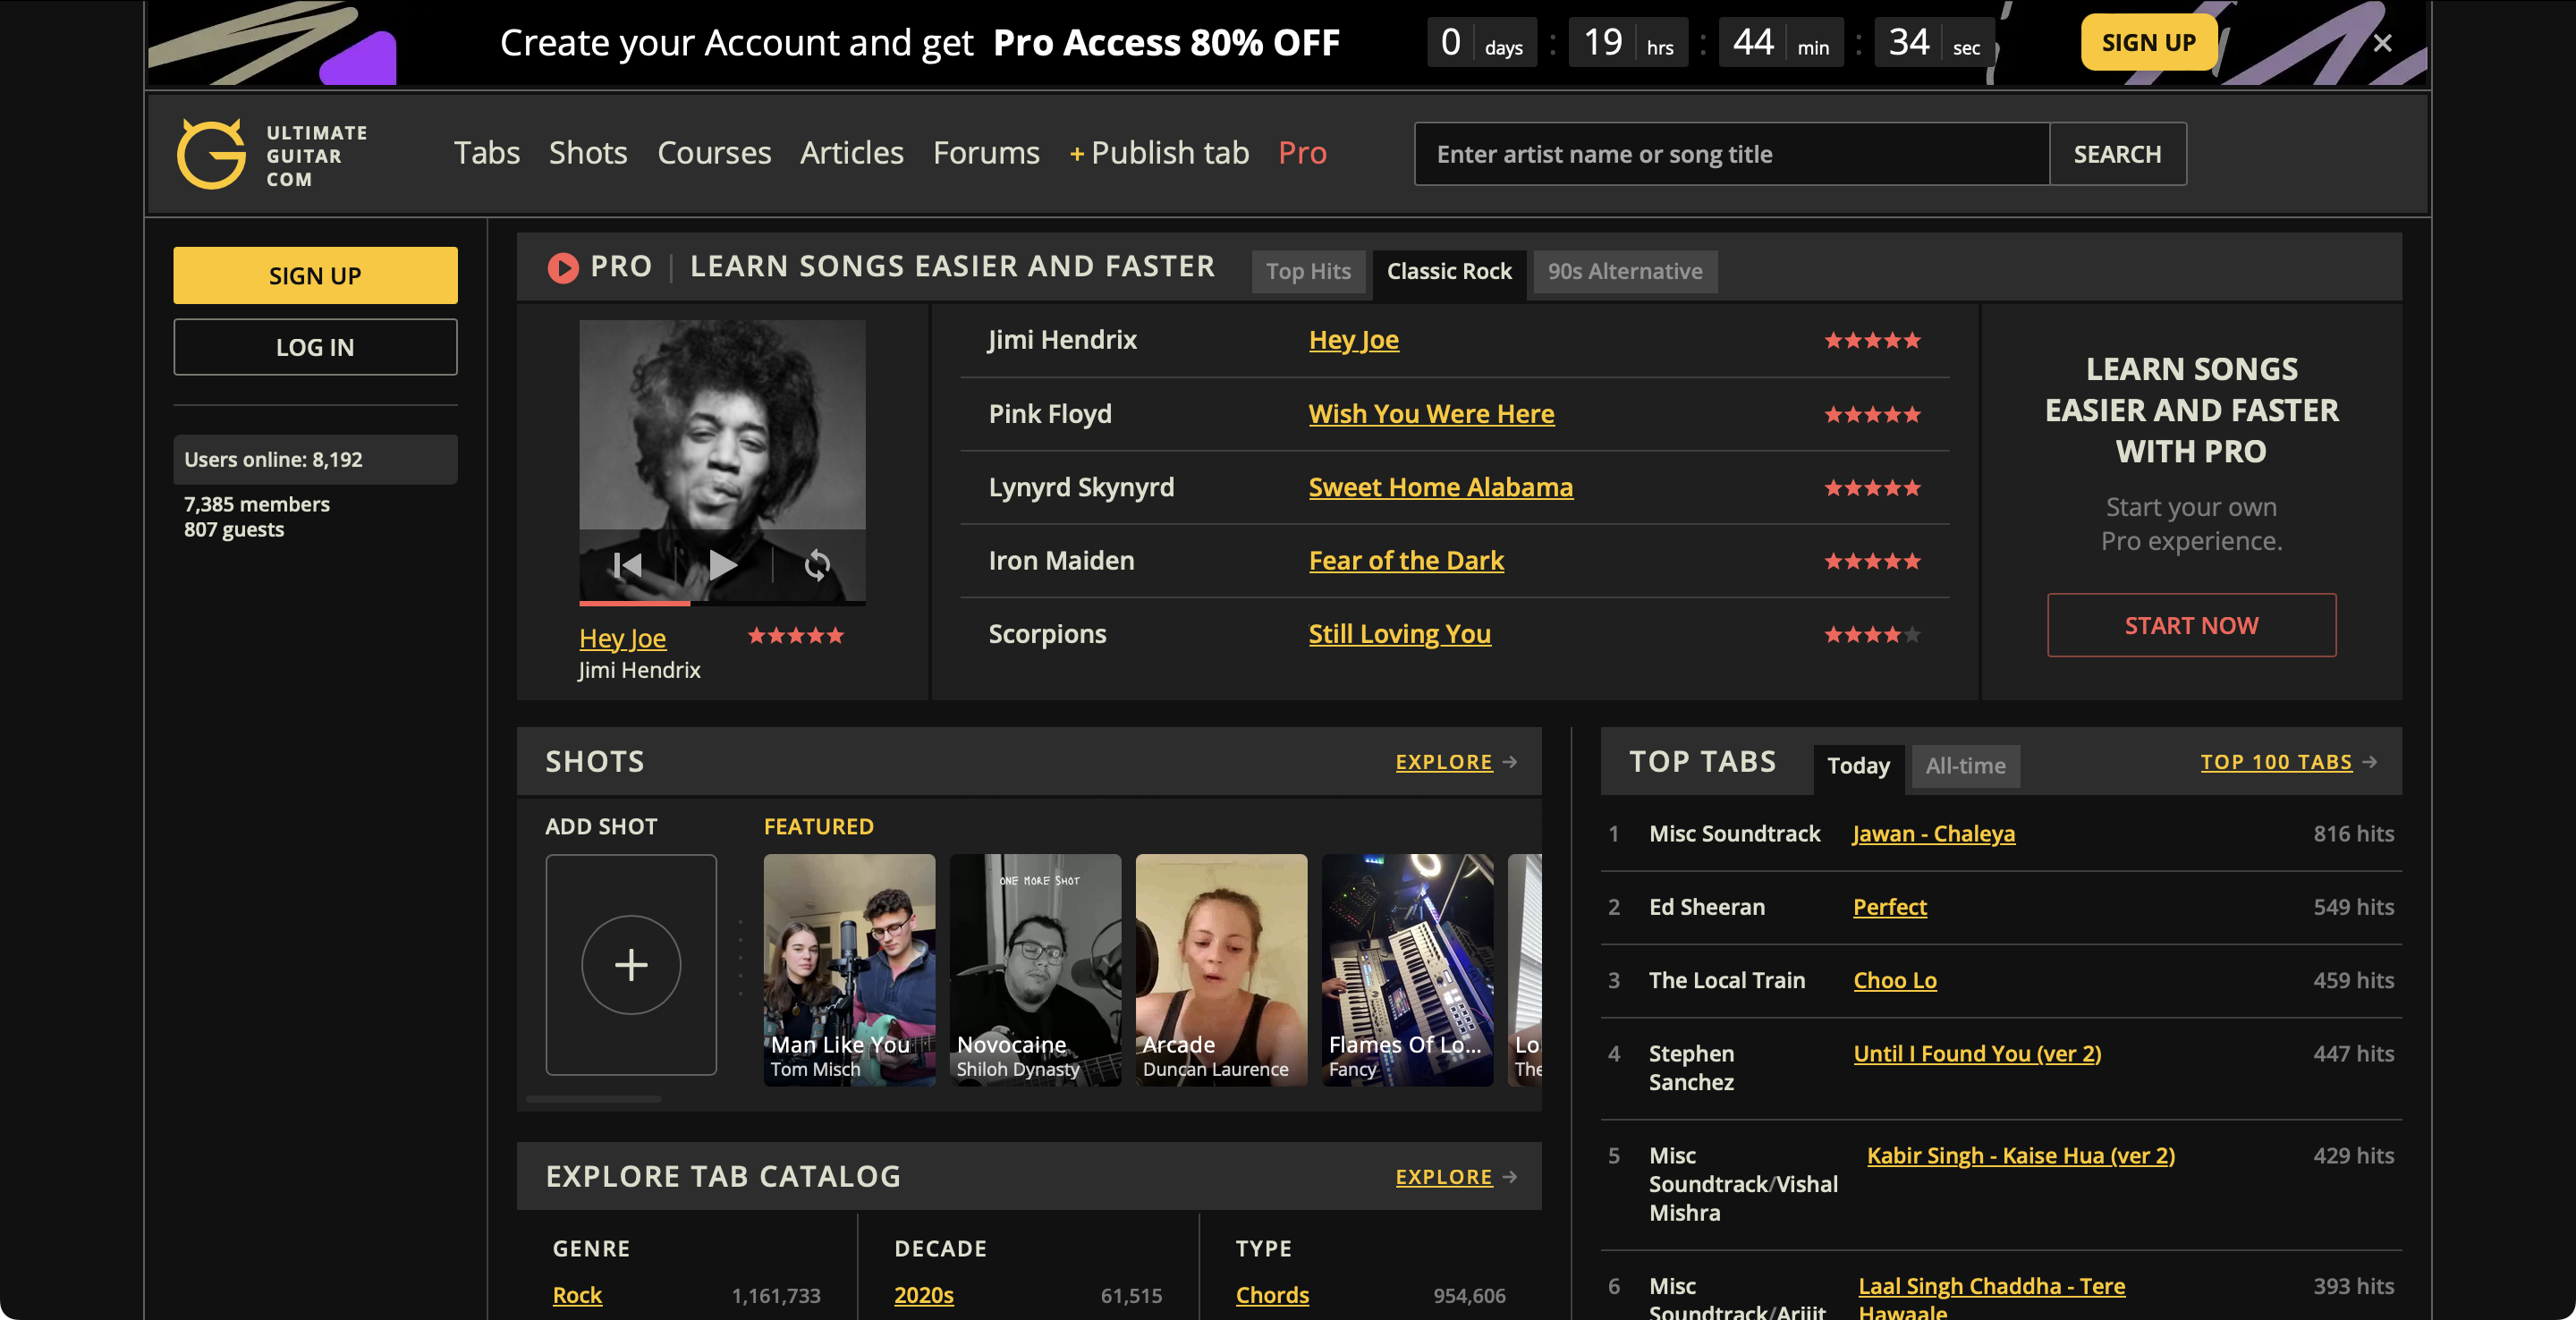 Create your Account and get Pro Access 80% OFF
0 days : 19 hrs : 44 min : 34 sec
SIGN UP
ULTIMATE
GUITAR
COM
Tabs Shots Courses Articles Forums + Publish tab Pro
Enter artist name or song title
SEARCH
SIGN UP
LOG IN
Users online: 8,192
7,385 members
807 guests
PRO | LEARN SONGS EASIER AND FASTER
Top Hits Classic Rock 90s Alternative
Hey Joe
Jimi Hendrix
Jimi Hendrix Hey Joe
Pink Floyd Wish You Were Here
Lynyrd Skynyrd Sweet Home Alabama
Iron Maiden Fear of the Dark
Scorpions Still Loving You
LEARN SONGS
EASIER AND FASTER
WITH PRO
Start your own
Pro experience.
START NOW
SHOTS
EXPLORE
ADD SHOT
FEATURED
Man Like You
Tom Misch
ONE MORE SHOT
Novocaine
Shiloh Dynasty
Arcade
Duncan Laurence
Flames Of Lo...
Fancy
Lo
The
EXPLORE TAB CATALOG
EXPLORE
GENRE
Rock 1,161,733
DECADE
2020s 61,515
TYPE
Chords 954,606
TOP TABS
Today All-time
TOP 100 TABS
1 Misc Soundtrack Jawan - Chaleya 816 hits
2 Ed Sheeran Perfect 549 hits
3 The Local Train Choo Lo 459 hits
4 Stephen Until I Found You (ver 2) 447 hits
Sanchez
5 Misc Kabir Singh - Kaise Hua (ver 2) 429 hits
Soundtrack/Vishal
Mishra
6 Misc Laal Singh Chaddha - Tere 393 hits
Soundtrack/Arijit Hawaale